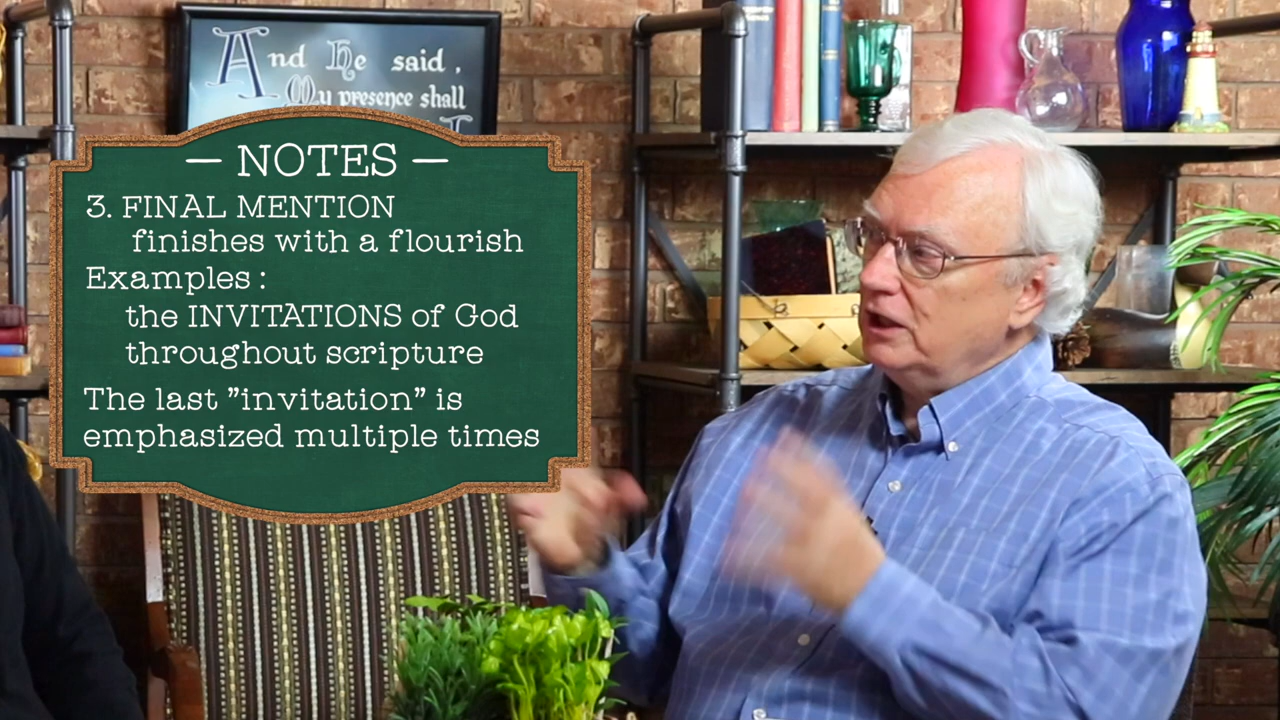 And He said,
My presence shall
— NOTES —
3. FINAL MENTION
finishes with a flourish
Examples :
the INVITATIONS of God
throughout scripture
The last "invitation" is
emphasized multiple times